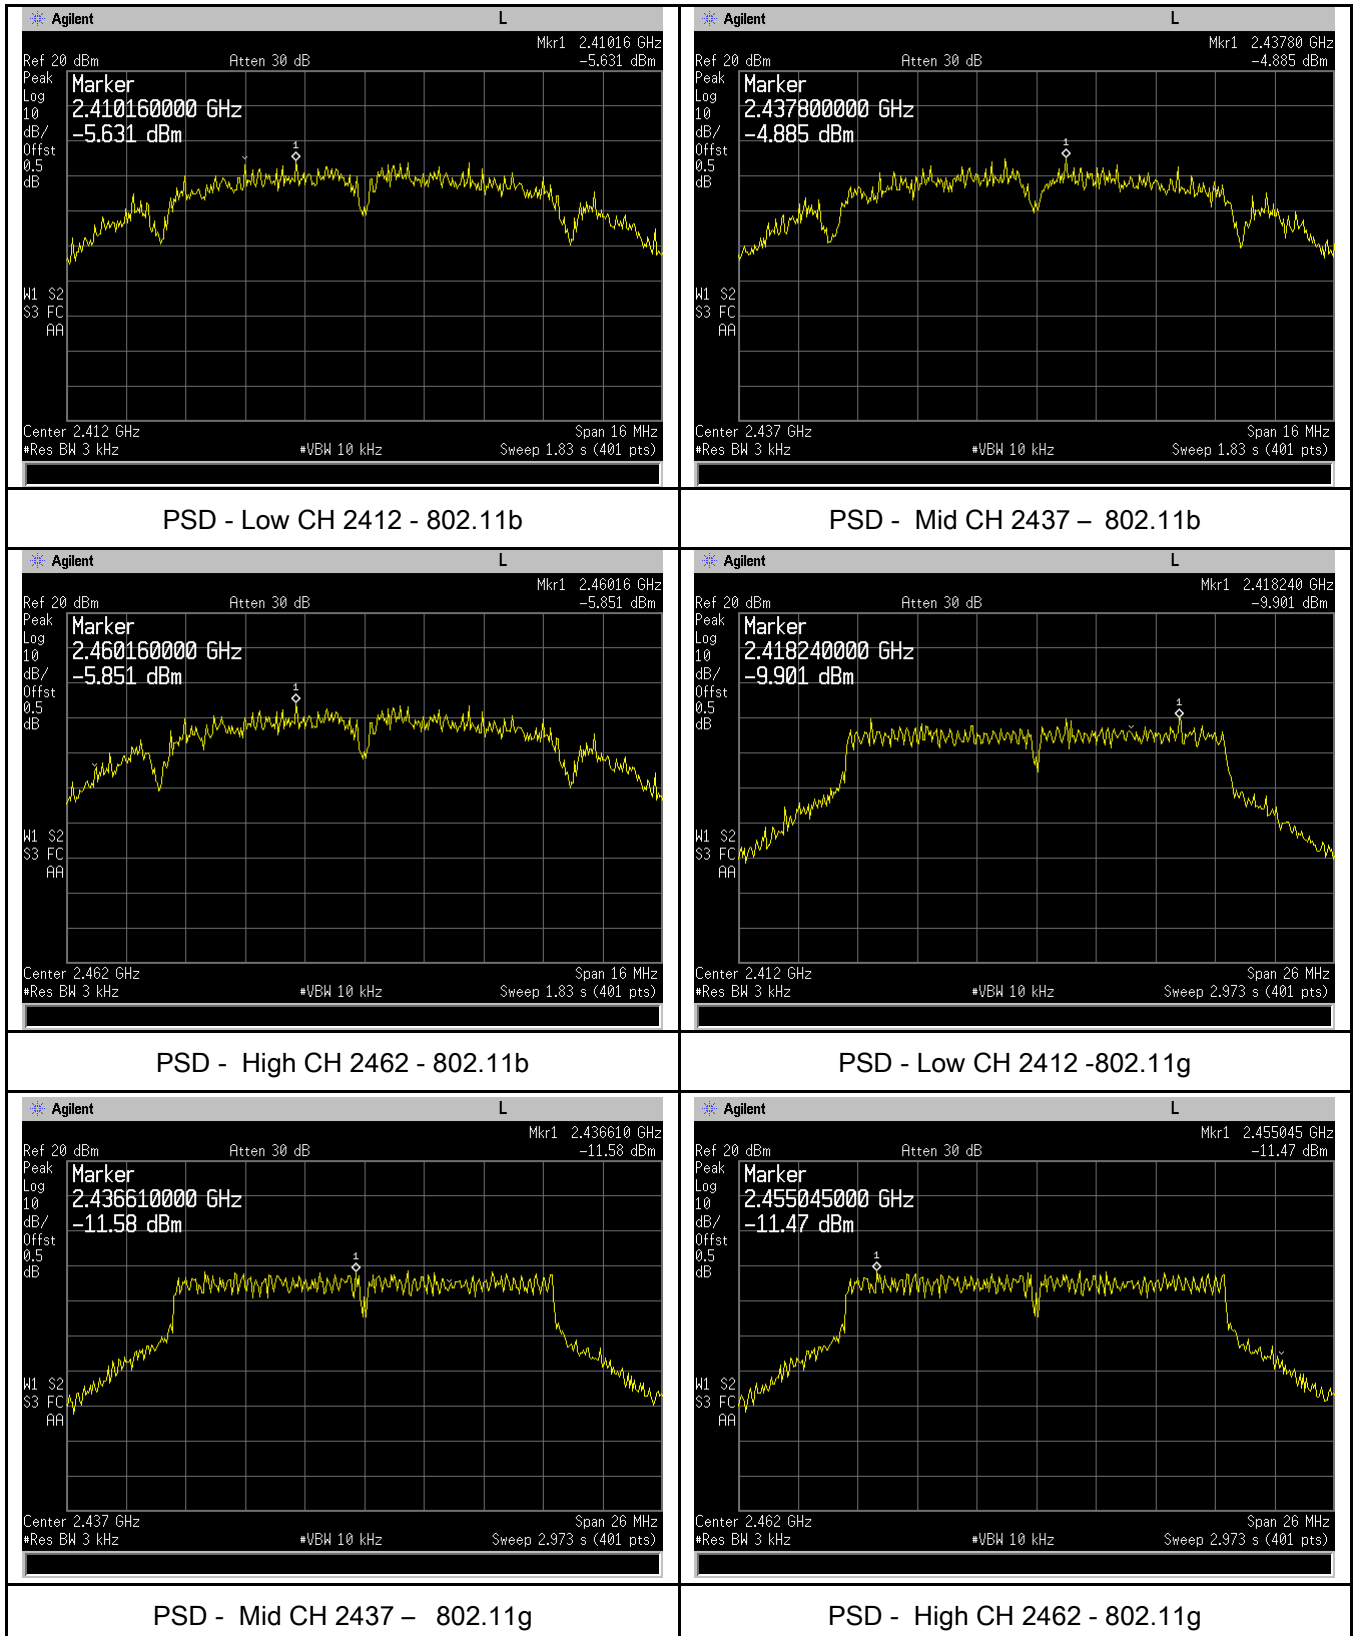 Agilent L
Mkr1 2.41016 GHz
Ref 20 dBm Atten 30 dB -5.631 dBm
Peak
Log
10
dB/
Offst
0.5
dB
Marker
2.410160000 GHz
-5.631 dBm
1
W1 S2
S3 FC
AA
Center 2.412 GHz Span 16 MHz
#Res BW 3 kHz #VBW 10 kHz Sweep 1.83 s (401 pts)
PSD - Low CH 2412 - 802.11b
Agilent L
Mkr1 2.43780 GHz
Ref 20 dBm Atten 30 dB -4.885 dBm
Peak
Log
10
dB/
Offst
0.5
dB
Marker
2.437800000 GHz
-4.885 dBm
1
W1 S2
S3 FC
AA
Center 2.437 GHz Span 16 MHz
#Res BW 3 kHz #VBW 10 kHz Sweep 1.83 s (401 pts)
PSD - Mid CH 2437 – 802.11b
Agilent L
Mkr1 2.46016 GHz
Ref 20 dBm Atten 30 dB -5.851 dBm
Peak
Log
10
dB/
Offst
0.5
dB
Marker
2.460160000 GHz
-5.851 dBm
1
W1 S2
S3 FC
AA
Center 2.462 GHz Span 16 MHz
#Res BW 3 kHz #VBW 10 kHz Sweep 1.83 s (401 pts)
PSD - High CH 2462 - 802.11b
Agilent L
Mkr1 2.418240 GHz
Ref 20 dBm Atten 30 dB -9.901 dBm
Peak
Log
10
dB/
Offst
0.5
dB
Marker
2.418240000 GHz
-9.901 dBm
1
W1 S2
S3 FC
AA
Center 2.412 GHz Span 26 MHz
#Res BW 3 kHz #VBW 10 kHz Sweep 2.973 s (401 pts)
PSD - Low CH 2412 -802.11g
Agilent L
Mkr1 2.436610 GHz
Ref 20 dBm Atten 30 dB -11.58 dBm
Peak
Log
10
dB/
Offst
0.5
dB
Marker
2.436610000 GHz
-11.58 dBm
1
W1 S2
S3 FC
AA
Center 2.437 GHz Span 26 MHz
#Res BW 3 kHz #VBW 10 kHz Sweep 2.973 s (401 pts)
PSD - Mid CH 2437 – 802.11g
Agilent L
Mkr1 2.455045 GHz
Ref 20 dBm Atten 30 dB -11.47 dBm
Peak
Log
10
dB/
Offst
0.5
dB
Marker
2.455045000 GHz
-11.47 dBm
1
W1 S2
S3 FC
AA
Center 2.462 GHz Span 26 MHz
#Res BW 3 kHz #VBW 10 kHz Sweep 2.973 s (401 pts)
PSD - High CH 2462 - 802.11g